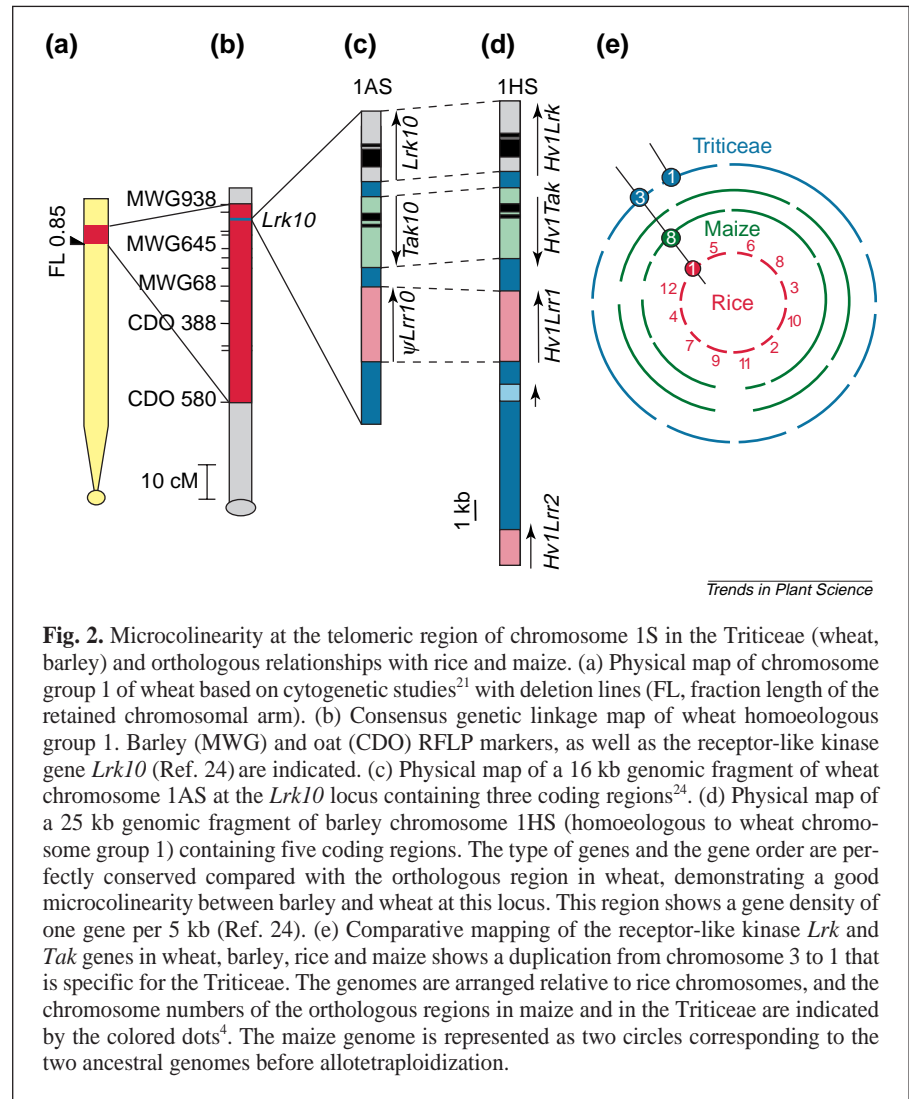 (a)
(b)
(c)
(d)
(e)
1AS
1HS
Lrk10
Tak10
ψLrr10
Hv1Lrk
Hv1Tak
Hv1Lrr1
Hv1Lrr2
1 kb
FL 0.85
MWG938
Lrk10
MWG645
MWG68
CDO 388
CDO 580
10 cM
Triticeae
1
3
Maize
8
1
5
6
8
3
10
2
11
9
7
4
12
Rice
Trends in Plant Science
Fig. 2. Microcolinearity at the telomeric region of chromosome 1S in the Triticeae (wheat,
barley) and orthologous relationships with rice and maize. (a) Physical map of chromosome
group 1 of wheat based on cytogenetic studies21 with deletion lines (FL, fraction length of the
retained chromosomal arm). (b) Consensus genetic linkage map of wheat homoeologous
group 1. Barley (MWG) and oat (CDO) RFLP markers, as well as the receptor-like kinase
gene Lrk10 (Ref. 24) are indicated. (c) Physical map of a 16 kb genomic fragment of wheat
chromosome 1AS at the Lrk10 locus containing three coding regions24. (d) Physical map of
a 25 kb genomic fragment of barley chromosome 1HS (homoeologous to wheat chromo-
some group 1) containing five coding regions. The type of genes and the gene order are per-
fectly conserved compared with the orthologous region in wheat, demonstrating a good
microcolinearity between barley and wheat at this locus. This region shows a gene density of
one gene per 5 kb (Ref. 24). (e) Comparative mapping of the receptor-like kinase Lrk and
Tak genes in wheat, barley, rice and maize shows a duplication from chromosome 3 to 1 that
is specific for the Triticeae. The genomes are arranged relative to rice chromosomes, and the
chromosome numbers of the orthologous regions in maize and in the Triticeae are indicated
by the colored dots4. The maize genome is represented as two circles corresponding to the
two ancestral genomes before allotetraploidization.